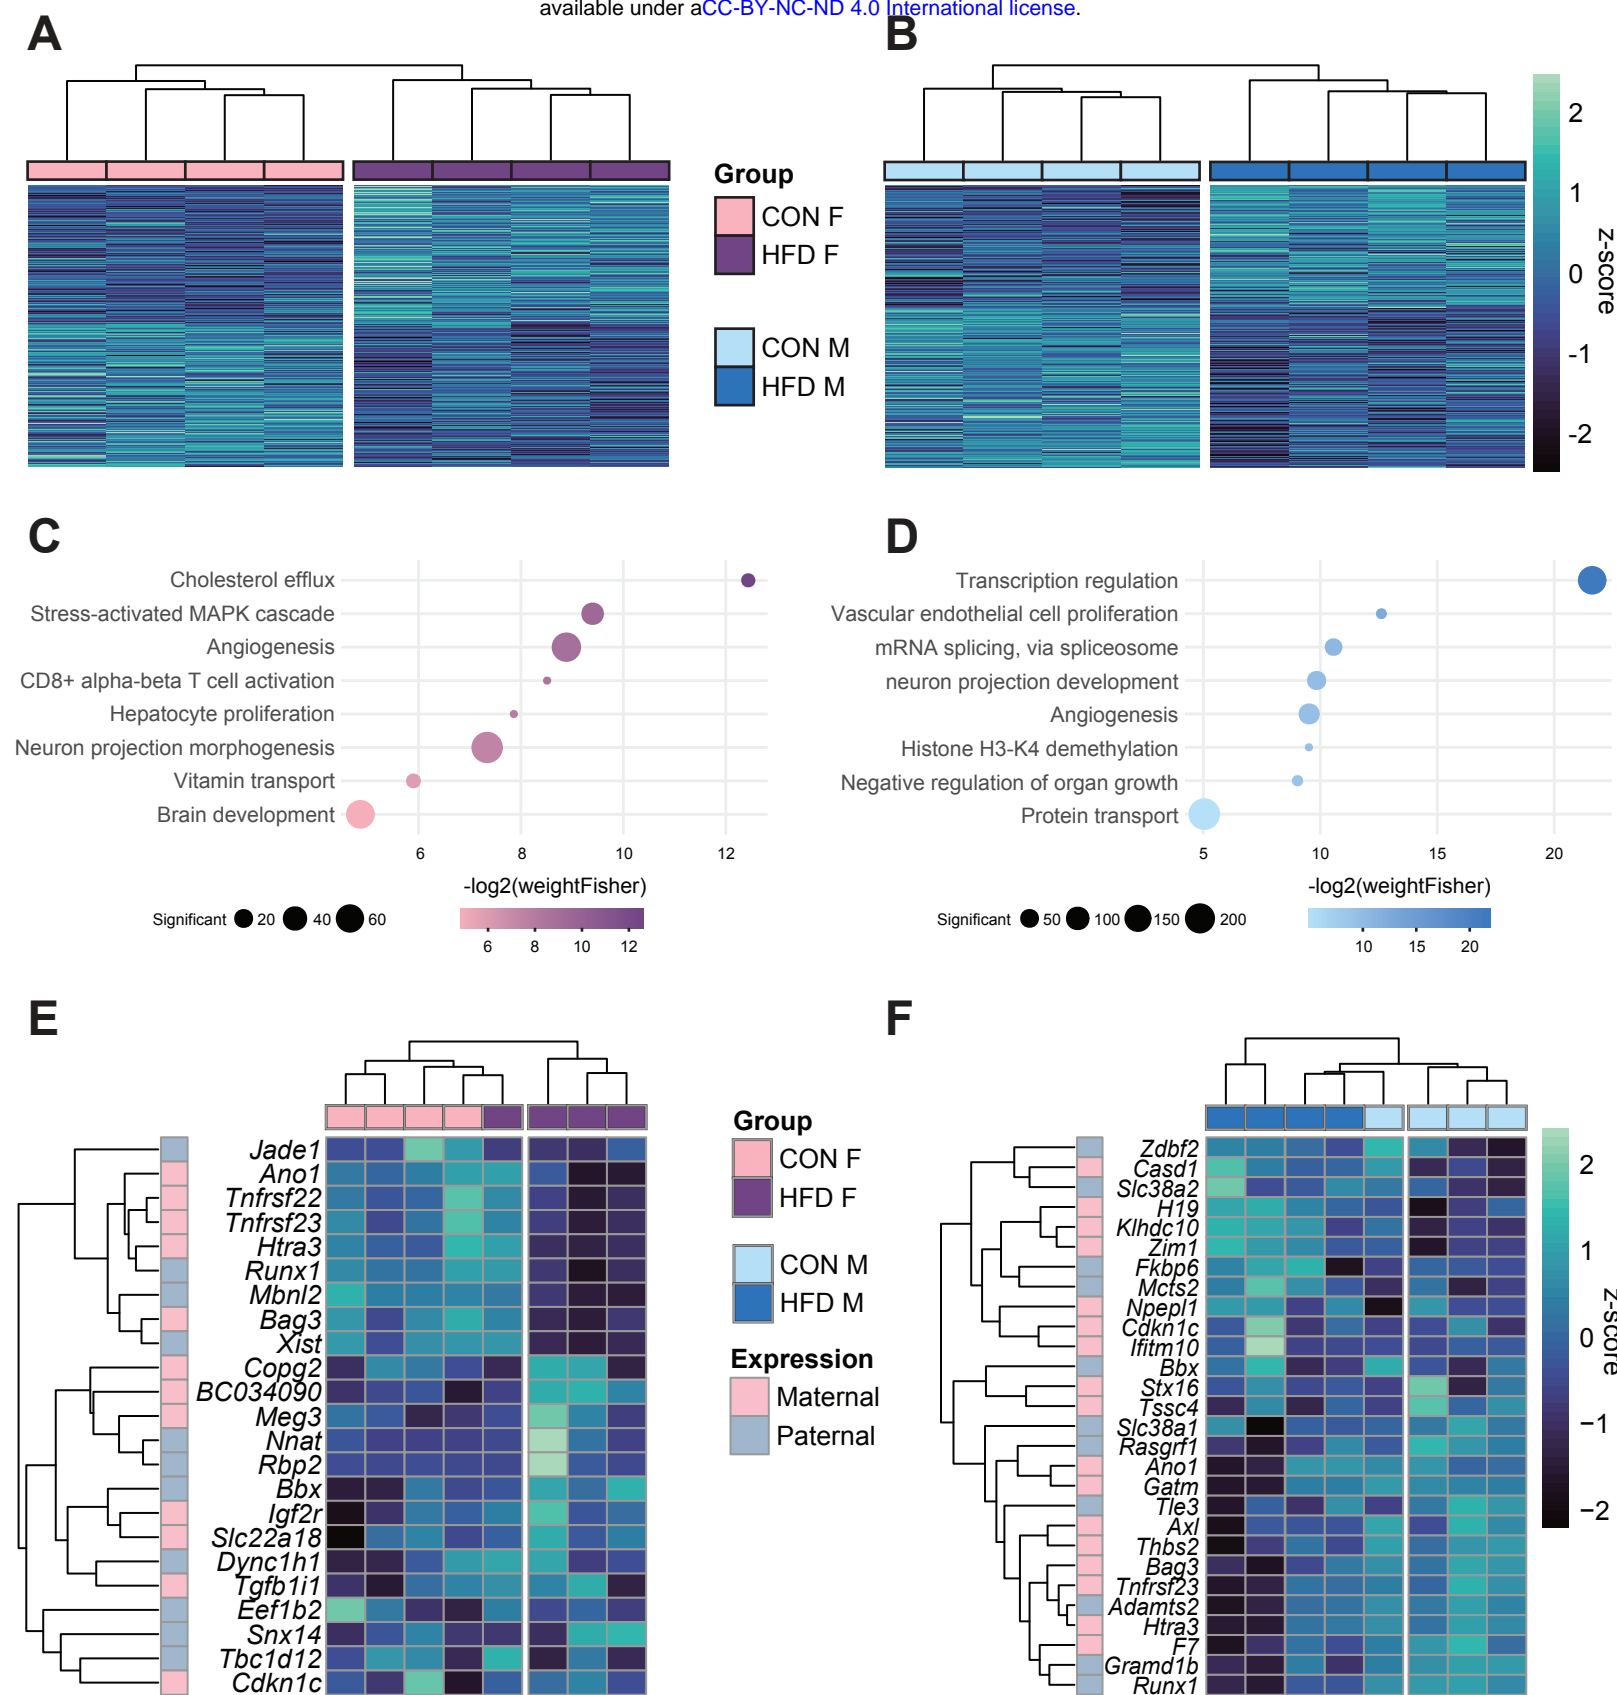 available under aCC-BY-NC-ND 4.0 International license.
A
B
Group
CON F
HFD F
CON M
HFD M
2
1
0
-1
-2
z-score
C
Cholesterol efflux
Stress-activated MAPK cascade
Angiogenesis
CD8+ alpha-beta T cell activation
Hepatocyte proliferation
Neuron projection morphogenesis
Vitamin transport
Brain development
6 8 10 12
-log2(weightFisher)
Significant 20 40 60
6 8 10 12
D
Transcription regulation
Vascular endothelial cell proliferation
mRNA splicing, via spliceosome
neuron projection development
Angiogenesis
Histone H3-K4 demethylation
Negative regulation of organ growth
Protein transport
5 10 15 20
-log2(weightFisher)
Significant 50 100 150 200
10 15 20
E
Jade1
Ano1
Tnfrsf22
Tnfrsf23
Htra3
Runx1
Mbnl2
Bag3
Xist
Copg2
BC034090
Meg3
Nnat
Rbp2
Bbx
Igf2r
Slc22a18
Dync1h1
Tgfb1i1
Eef1b2
Snx14
Tbc1d12
Cdkn1c
Group
CON F
HFD F
CON M
HFD M
Expression
Maternal
Paternal
F
Zdbf2
Casd1
Slc38a2
H19
Klhdc10
Zim1
Fkbp6
Mcts2
Npepl1
Cdkn1c
Ifitm10
Bbx
Stx16
Tssc4
Slc38a1
Rasgrf1
Ano1
Gatm
Tle3
Axl
Thbs2
Bag3
Tnfrsf23
Adamts2
Htra3
F7
Gramd1b
Runx1
2
1
0
−1
−2
z-score